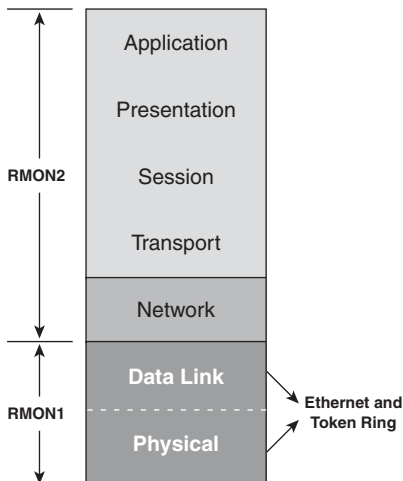 Application
Presentation
Session
RMON2
Transport
Network
Data Link
Ethernet and
Token Ring
RMON1
Physical